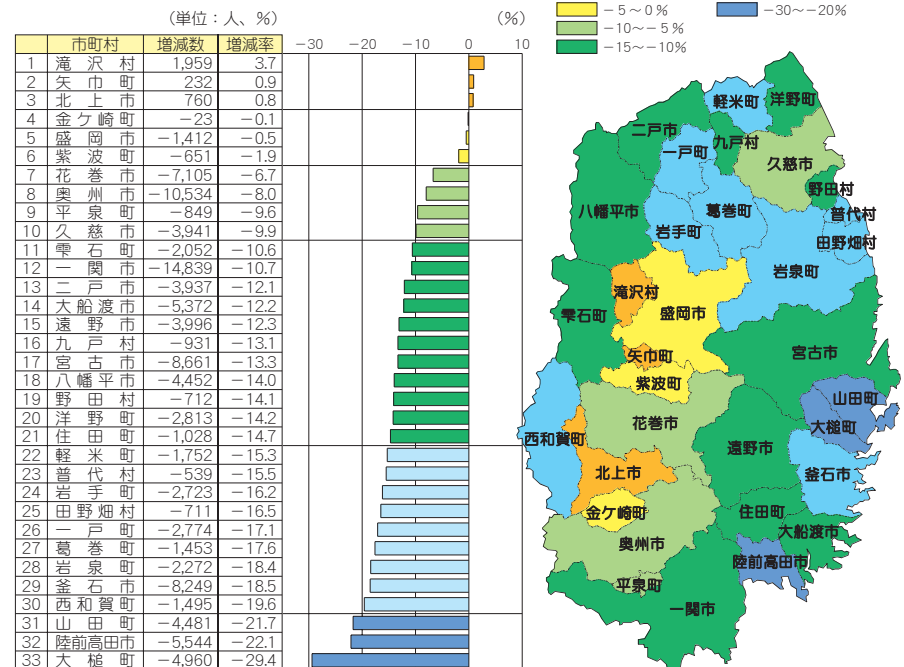 (単位：人、%)
(%)
−5～0%
−30～−20%
−10～−5%
−15～−10%
市町村 増減数 増減率 −30 −20 −10 0 10
1 滝沢村 1,959 3.7
2 矢巾町 232 0.9
3 北上市 760 0.8
4 金ケ崎町 −23 −0.1
5 盛岡市 −1,412 −0.5
6 紫波町 −651 −1.9
7 花巻市 −7,105 −6.7
8 奥州市 −10,534 −8.0
9 平泉町 −849 −9.6
10 久慈市 −3,941 −9.9
11 雫石町 −2,052 −10.6
12 一関市 −14,839 −10.7
13 二戸市 −3,937 −12.1
14 大船渡市 −5,372 −12.2
15 遠野市 −3,996 −12.3
16 九戸村 −931 −13.1
17 宮古市 −8,661 −13.3
18 八幡平市 −4,452 −14.0
19 野田村 −712 −14.1
20 洋野町 −2,813 −14.2
21 住田町 −1,028 −14.7
22 軽米町 −1,752 −15.3
23 普代村 −539 −15.5
24 岩手町 −2,723 −16.2
25 田野畑村 −711 −16.5
26 一戸町 −2,774 −17.1
27 葛巻町 −1,453 −17.6
28 岩泉町 −2,272 −18.4
29 釜石市 −8,249 −18.5
30 西和賀町 −1,495 −19.6
31 山田町 −4,481 −21.7
32 陸前高田市 −5,544 −22.1
33 大槌町 −4,960 −29.4
軽米町
洋野町
二戸市
九戸村
一戸町
久慈市
野田村
八幡平市
葛巻町
普代村
岩手町
田野畑村
岩泉町
滝沢村
盛岡市
雫石町
矢巾町
宮古市
紫波町
山田町
花巻市
大槌町
西和賀町
遠野市
北上市
釜石市
金ケ崎町
住田町
大船渡市
奥州市
陸前高田市
平泉町
一関市